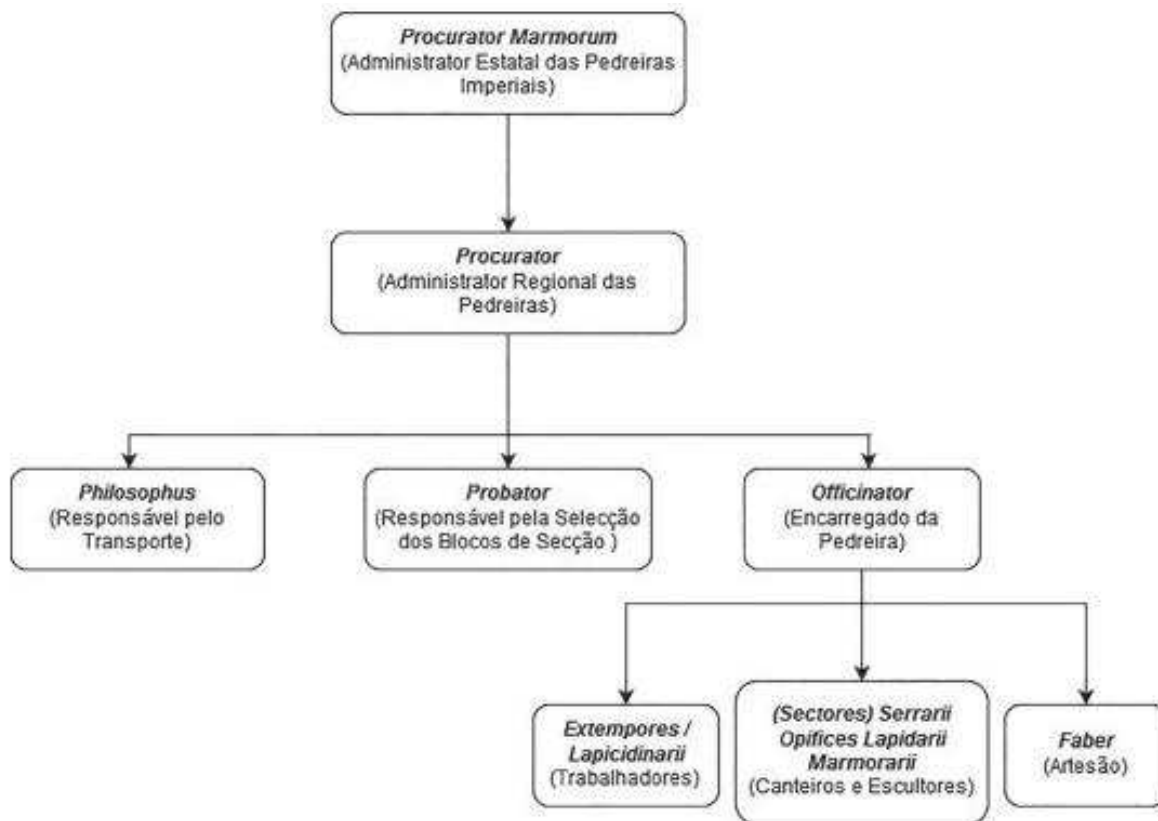 Procurator Marmorum
(Administrator Estatal das Pedreiras
Imperiais)
Procurator
(Administrator Regional das
Pedreiras)
Philosophus
(Responsável pelo
Transporte)
Probator
(Responsável pela Selecção
dos Blocos de Secção )
Officinator
(Encarregado da
Pedreira)
Extempores /
Lapicidinarii
(Trabalhadores)
(Sectores) Serrarii
Opifices Lapidarii
Marmorarii
(Canteiros e Escultores)
Faber
(Artesão)